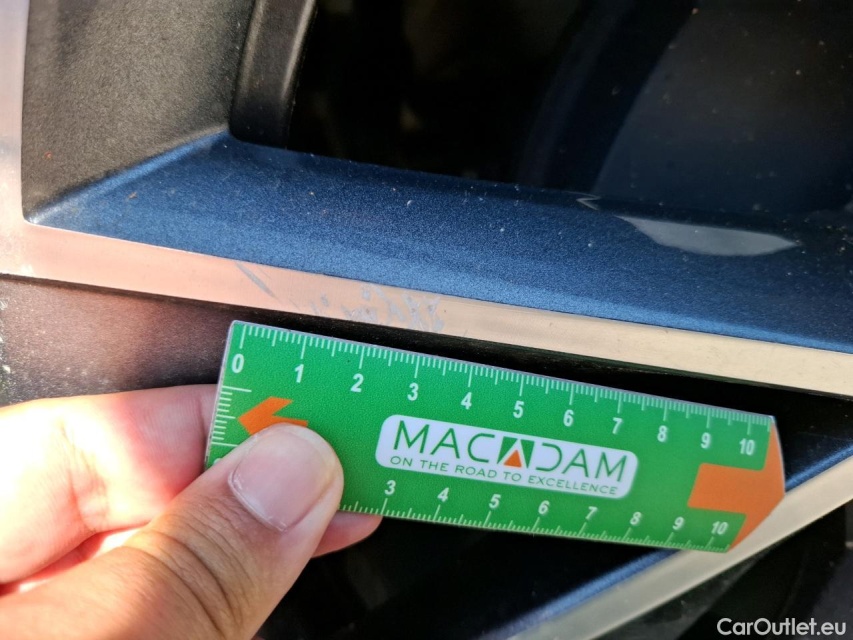 0 1 2 3 4 5 6 7 8 9 10
MACADAM
ON THE ROAD TO EXCELLENCE
3 4 5 6 7 8 9 10
CarOutlet.eu